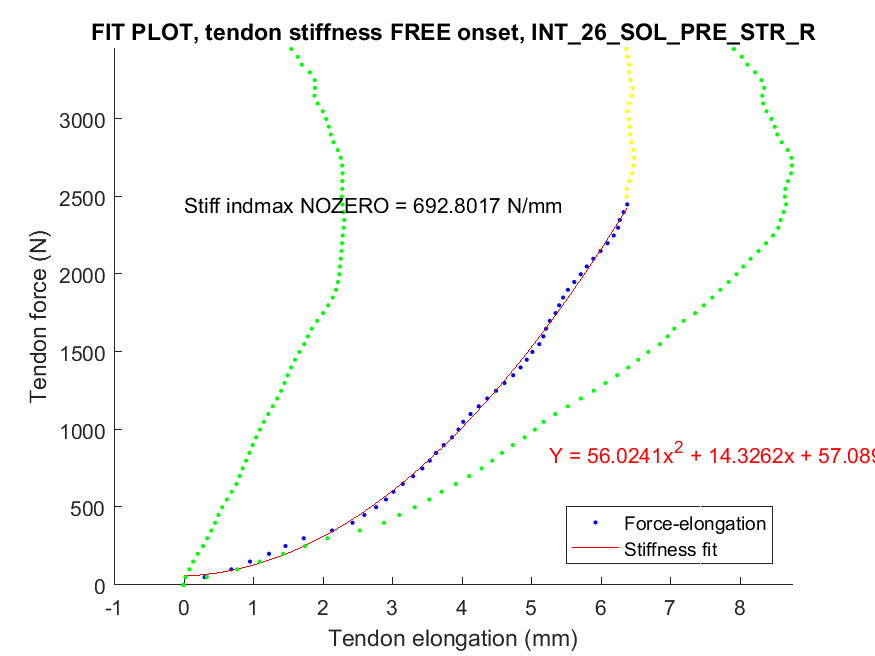 FIT PLOT, tendon stiffness FREE onset, INT_26_SOL_PRE_STR_R
Tendon force (N)
3000
2500
2000
1500
1000
500
0
Stiff indmax NOZERO = 692.8017 N/mm
Y = 56.0241x² + 14.3262x + 57.089
Force-elongation
Stiffness fit
-1 0 1 2 3 4 5 6 7 8
Tendon elongation (mm)